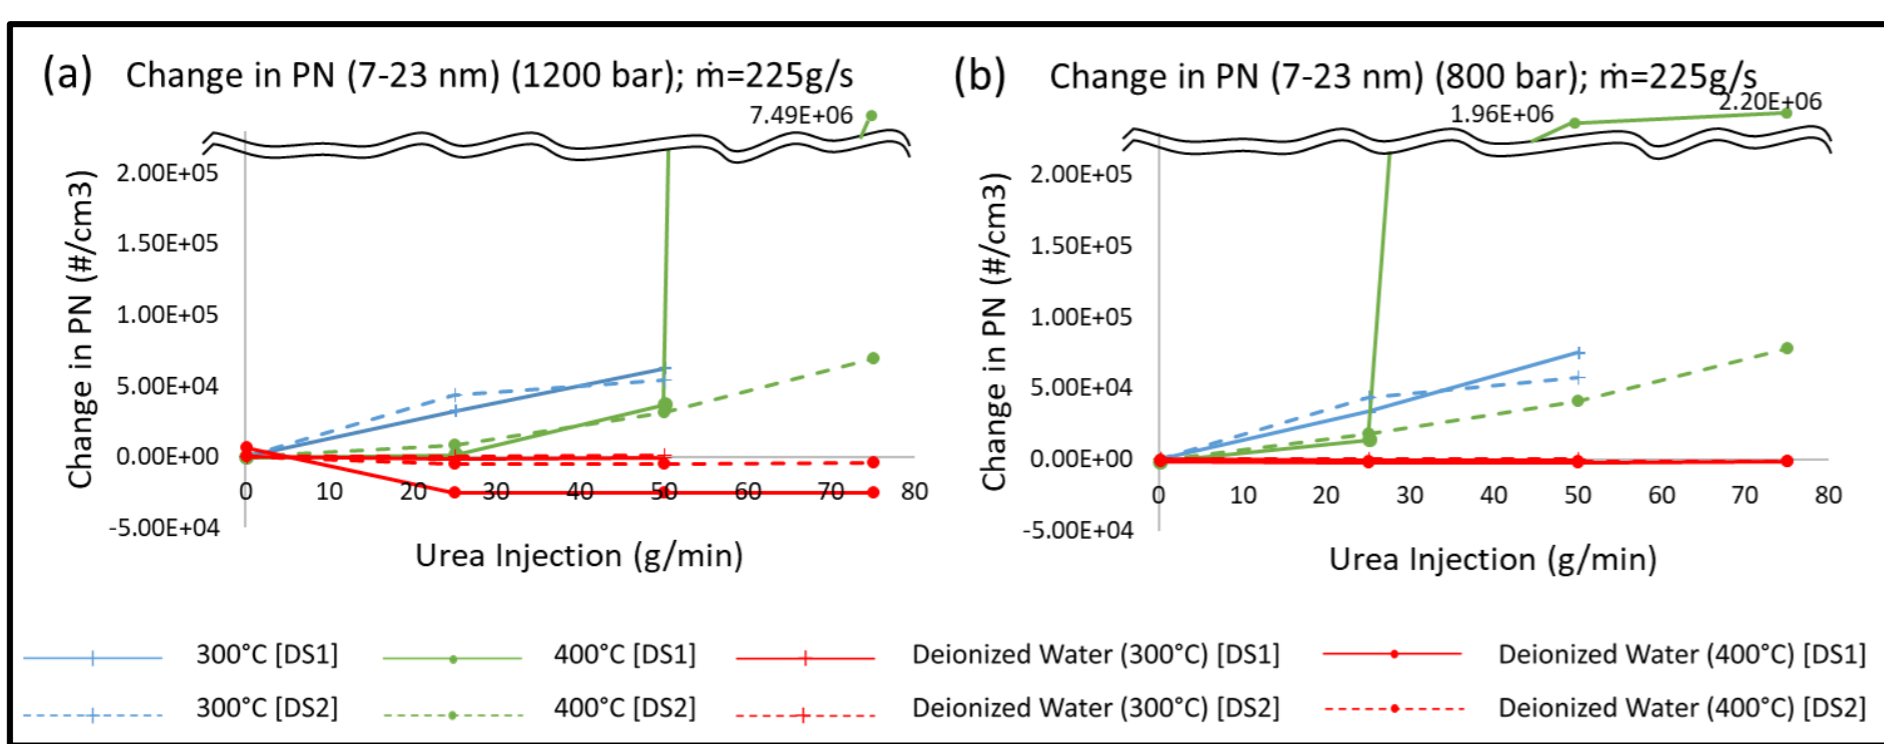 (a) Change in PN (7-23 nm) (1200 bar); ṁ=225g/s
7.49E+06
2.00E+05
1.50E+05
1.00E+05
5.00E+04
0.00E+00
-5.00E+04
0 10 20 30 40 50 60 70 80
Change in PN (#/cm3)
Urea Injection (g/min)
(b) Change in PN (7-23 nm) (800 bar); ṁ=225g/s
1.96E+06
2.20E+06
2.00E+05
1.50E+05
1.00E+05
5.00E+04
0.00E+00
-5.00E+04
0 10 20 30 40 50 60 70 80
Change in PN (#/cm3)
Urea Injection (g/min)
300°C [DS1] 400°C [DS1] Deionized Water (300°C) [DS1] Deionized Water (400°C) [DS1]
300°C [DS2] 400°C [DS2] Deionized Water (300°C) [DS2] Deionized Water (400°C) [DS2]